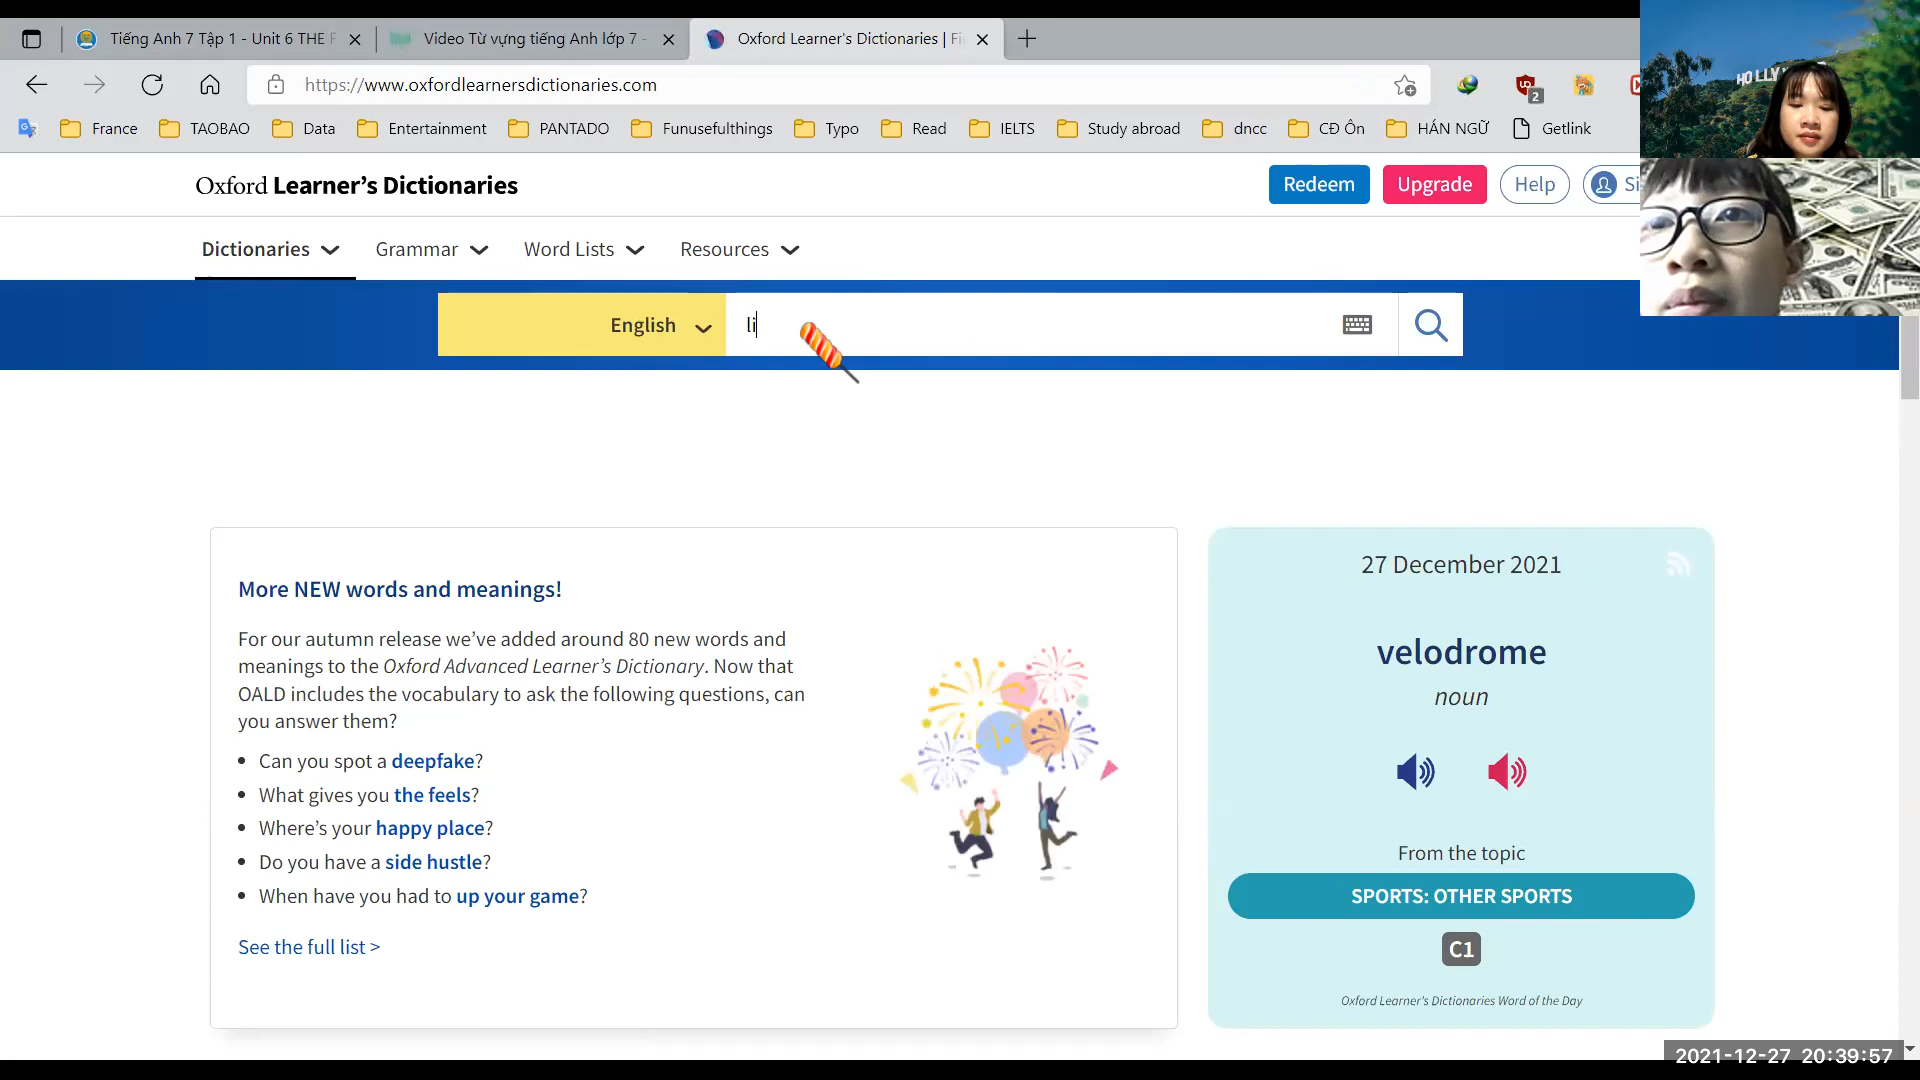 Tiếng Anh 7 Tập 1 - Unit 6 THE F
Video Từ vựng tiếng Anh lớp 7 -
Oxford Learner's Dictionaries | Fi
https://www.oxfordlearnersdictionaries.com
2
France
TAOBAO
Data
Entertainment
PANTADO
Funusefulthings
Typo
Read
IELTS
Study abroad
dncc
CĐ Ôn
HÁN NGỮ
Getlink
Oxford Learner's Dictionaries
Redeem
Upgrade
Help
Si
Dictionaries
Grammar
Word Lists
Resources
English
li
More NEW words and meanings!
For our autumn release we've added around 80 new words and
meanings to the Oxford Advanced Learner's Dictionary. Now that
OALD includes the vocabulary to ask the following questions, can
you answer them?
• Can you spot a deepfake?
• What gives you the feels?
• Where's your happy place?
• Do you have a side hustle?
• When have you had to up your game?
See the full list >
27 December 2021
velodrome
noun
From the topic
SPORTS: OTHER SPORTS
C1
Oxford Learner's Dictionaries Word of the Day
2021-12-27 20:39:57